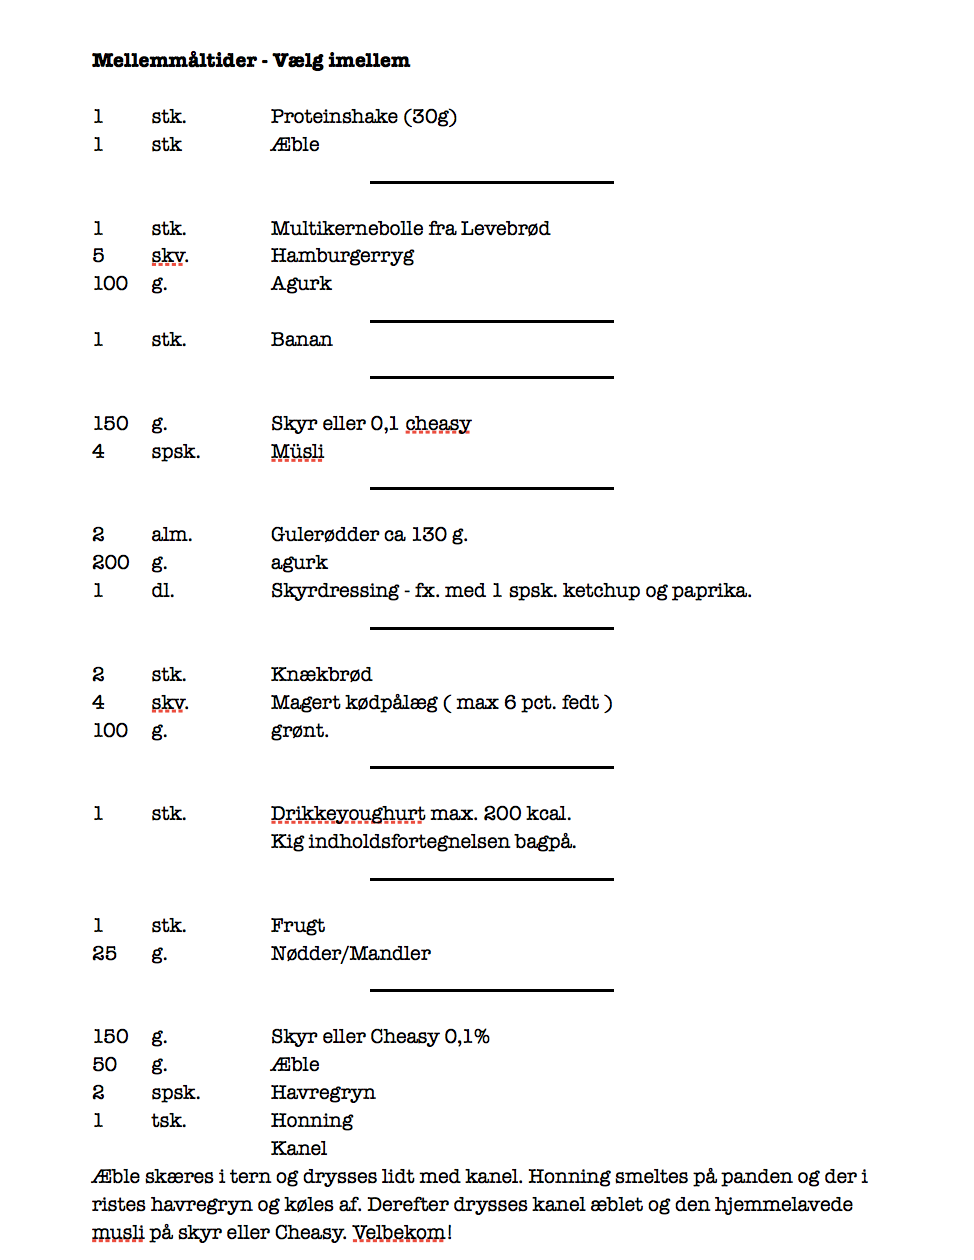 Mellemmåltider - Vælg imellem
1 stk. Proteinshake (30g)
1 stk Æble
1 stk. Multikernebolle fra Levebrød
5 skv. Hamburgerryg
100 g. Agurk
1 stk. Banan
150 g. Skyr eller 0,1 cheasy
4 spsk. Müsli
2 alm. Gulerødder ca 130 g.
200 g. agurk
1 dl. Skyrdressing - fx. med 1 spsk. ketchup og paprika.
2 stk. Knækbrød
4 skv. Magert kødpålæg ( max 6 pct. fedt )
100 g. grønt.
1 stk. Drikkeyoughurt max. 200 kcal.
Kig indholdsfortegnelsen bagpå.
1 stk. Frugt
25 g. Nødder/Mandler
150 g. Skyr eller Cheasy 0,1%
50 g. Æble
2 spsk. Havregryn
1 tsk. Honning
Kanel
Æble skæres i tern og drysses lidt med kanel. Honning smeltes på panden og der i
ristes havregryn og køles af. Derefter drysses kanel æblet og den hjemmelavede
musli på skyr eller Cheasy. Velbekom!